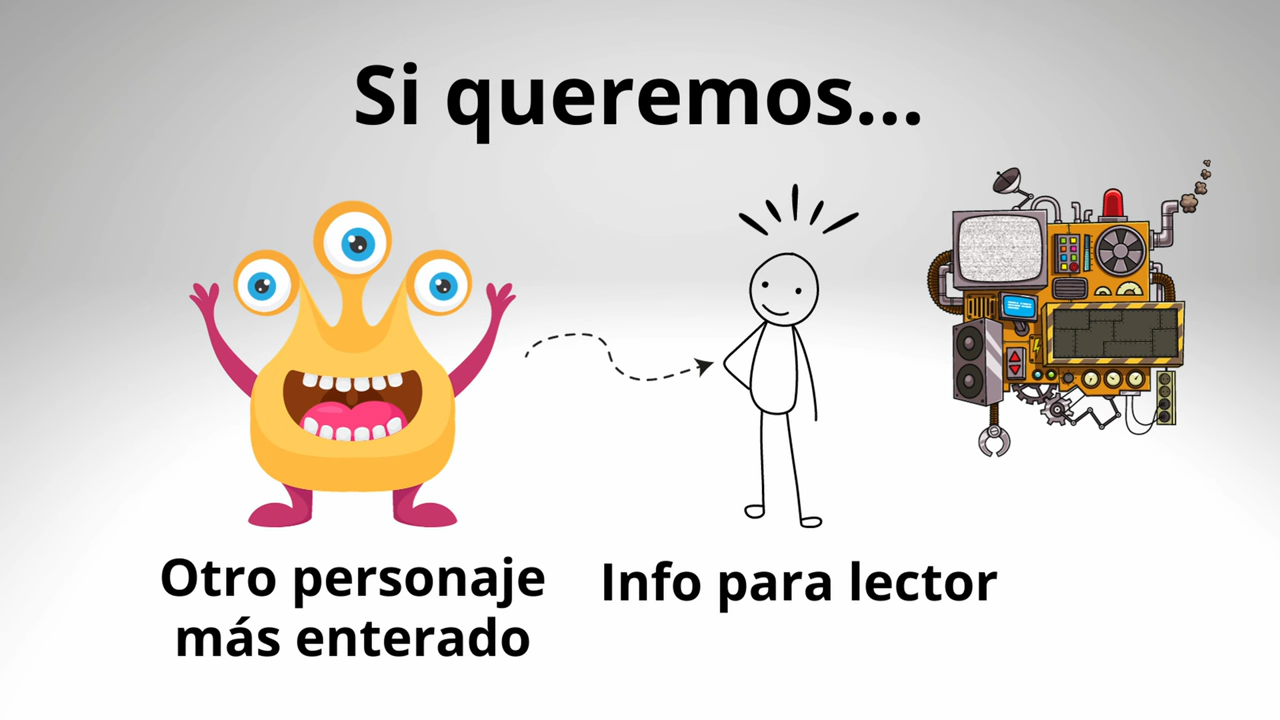 Si queremos...
Otro personaje
más enterado
Info para lector